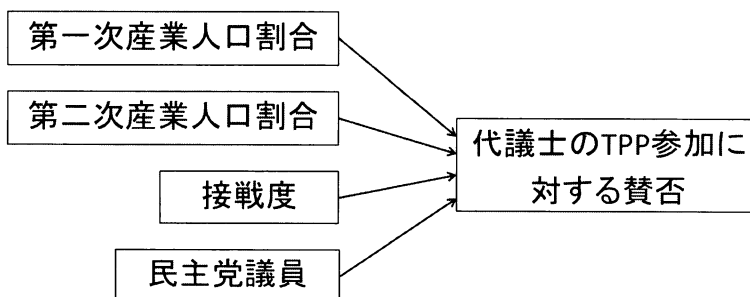 第一次産業人口割合
第二次産業人口割合
接戦度
民主党議員
代議士のTPP参加に
対する賛否